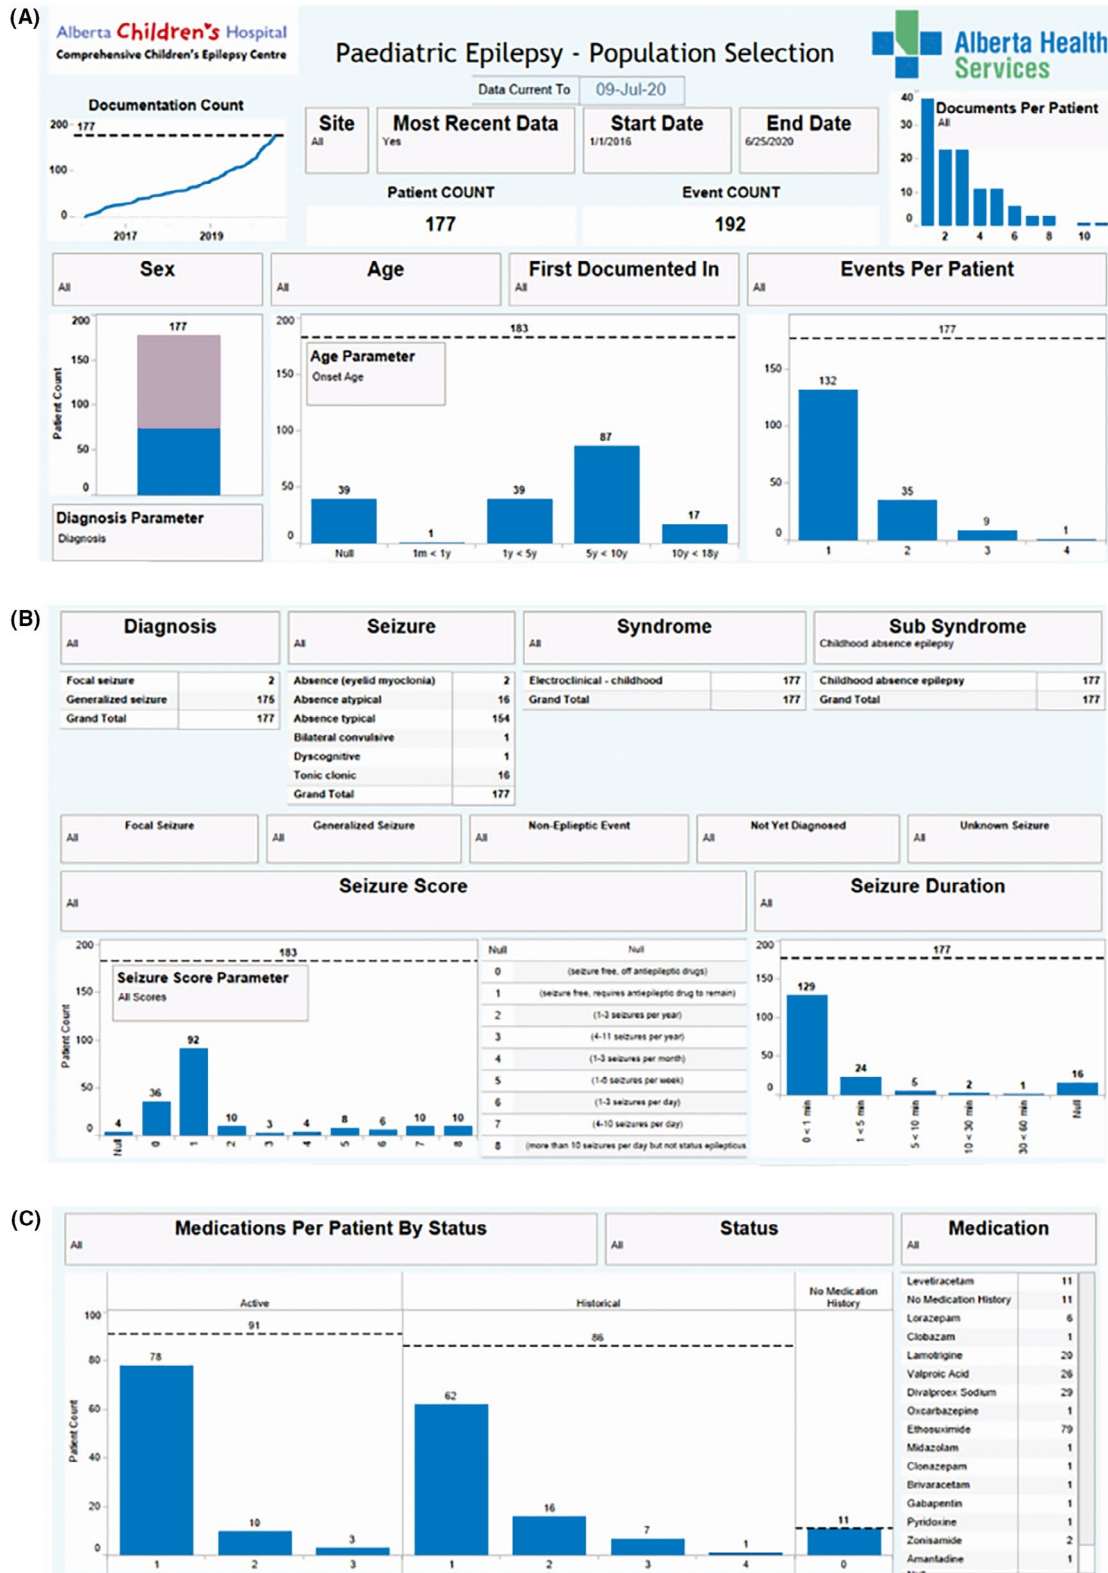 (A)
Alberta Children's Hospital
Comprehensive Children's Epilepsy Centre
Paediatric Epilepsy - Population Selection
Alberta Health
Services
Data Current To 09-Jul-20
Documentation Count
200
177
100
0
2017 2019
Site
All
Most Recent Data
Yes
Start Date
1/1/2016
End Date
6/25/2020
Patient COUNT
177
Event COUNT
192
Documents Per Patient
All
40
30
20
10
0
2 4 6 8 10
Sex
All
Age
All
First Documented In
All
Events Per Patient
All
Patient Count
200
150
100
50
0
177
Diagnosis Parameter
Diagnosis
200
150
100
50
0
183
Age Parameter
Onset Age
39 1 39 87 17
Null 1m < 1y 1y < 5y 5y < 10y 10y < 18y
177
150
100
50
0
132 35 9 1
1 2 3 4
(B)
Diagnosis
All
Focal seizure 2
Generalized seizure 175
Grand Total 177
Seizure
All
Absence (eyelid myoclonia) 2
Absence atypical 16
Absence typical 154
Bilateral convulsive 1
Dyscognitive 1
Tonic clonic 16
Grand Total 177
Syndrome
All
Electroclinical - childhood 177
Grand Total 177
Sub Syndrome
Childhood absence epilepsy
Childhood absence epilepsy 177
Grand Total 177
Focal Seizure
All
Generalized Seizure
All
Non-Eplieptic Event
All
Not Yet Diagnosed
All
Unknown Seizure
All
Seizure Score
All
Seizure Duration
All
Patient Count
200
150
100
50
0
183
Seizure Score Parameter
All Scores
4 36 92 10 3 4 8 6 10 10
Null 0 1 2 3 4 5 6 7 8
Null Null
0 (seizure free, off antiepileptic drugs)
1 (seizure free, requires antiepileptic drug to remain)
2 (1-3 seizures per year)
3 (4-11 seizures per year)
4 (1-3 seizures per month)
5 (1-6 seizures per week)
6 (1-3 seizures per day)
7 (4-10 seizures per day)
8 (more than 10 seizures per day but not status epilepticus
200
150
100
50
0
177
129 24 5 2 1 16
0 < 1 min 1 < 5 min 5 < 10 min 10 < 30 min 30 < 60 min Null
(C)
Medications Per Patient By Status
All
Status
All
Medication
All
Active
Historical
No Medication
History
Patient Count
100
80
60
40
20
0
91
78 10 3
1 2 3
86
62 16 7 1
1 2 3 4
11
0
Levetiracetam 11
No Medication History 11
Lorazepam 6
Clobazam 1
Lamotrigine 20
Valproic Acid 26
Divalproex Sodium 29
Oxcarbazepine 1
Ethosuximide 79
Midazolam 1
Clonazepam 1
Brivaracetam 1
Gabapentin 1
Pyridoxine 1
Zonisamide 2
Amantadine 1